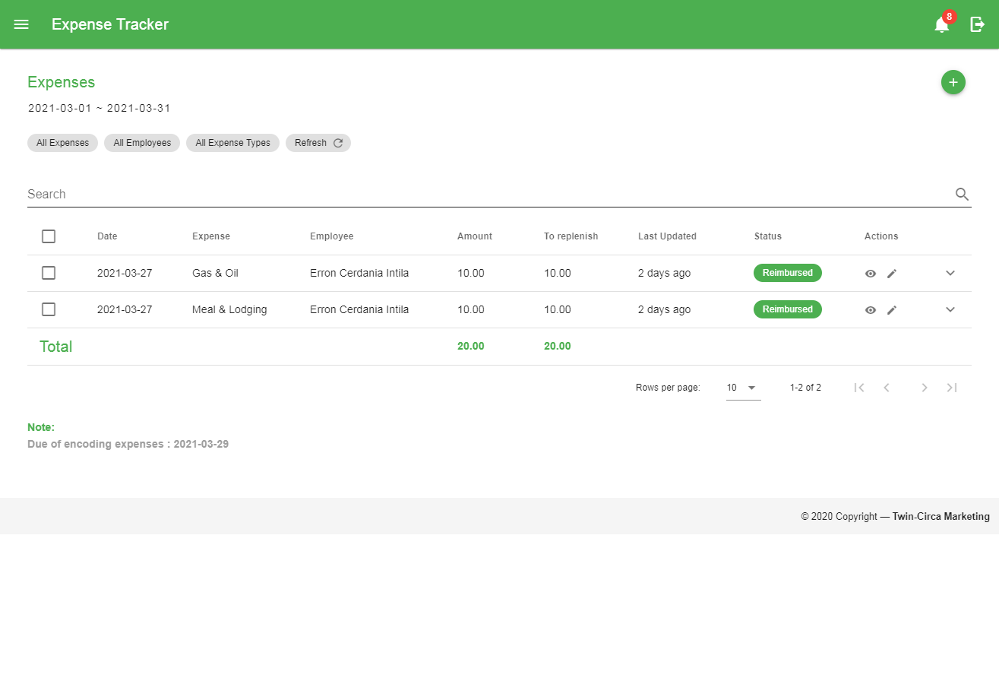 Expense Tracker 8
Expenses
2021-03-01 ~ 2021-03-31
All Expenses All Employees All Expense Types Refresh
Search
Date Expense Employee Amount To replenish Last Updated Status Actions
2021-03-27 Gas & Oil Erron Cerdania Intila 10.00 10.00 2 days ago Reimbursed
2021-03-27 Meal & Lodging Erron Cerdania Intila 10.00 10.00 2 days ago Reimbursed
Total 20.00 20.00
Rows per page: 10 1-2 of 2
Note:
Due of encoding expenses : 2021-03-29
© 2020 Copyright — Twin-Circa Marketing